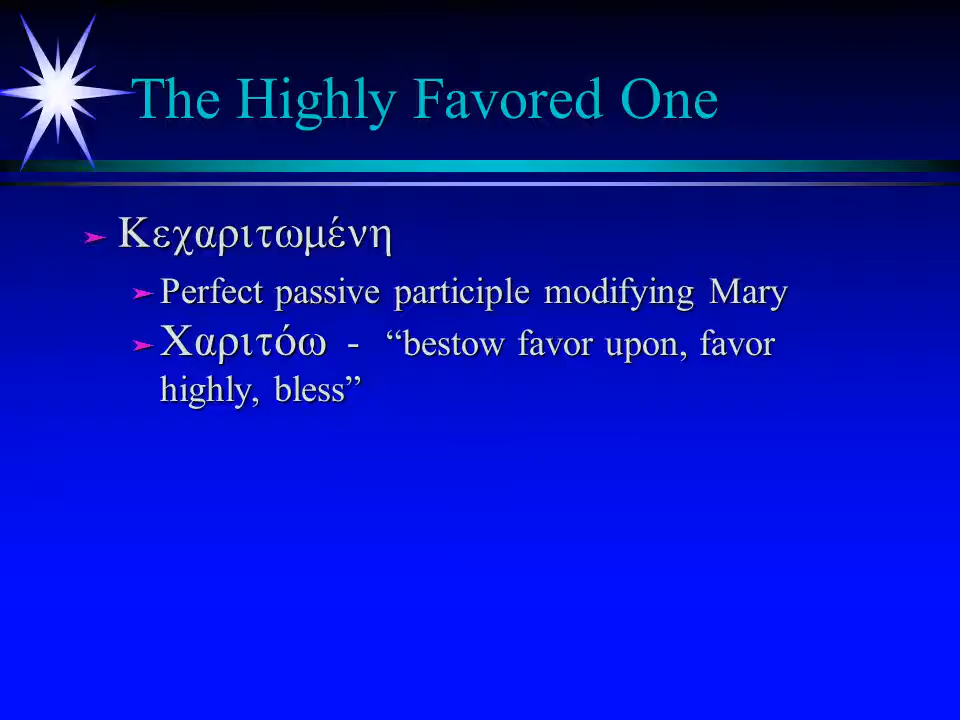 The Highly Favored One
Κεχαριτωμένη
Perfect passive participle modifying Mary
Χαριτόω - “bestow favor upon, favor
highly, bless”